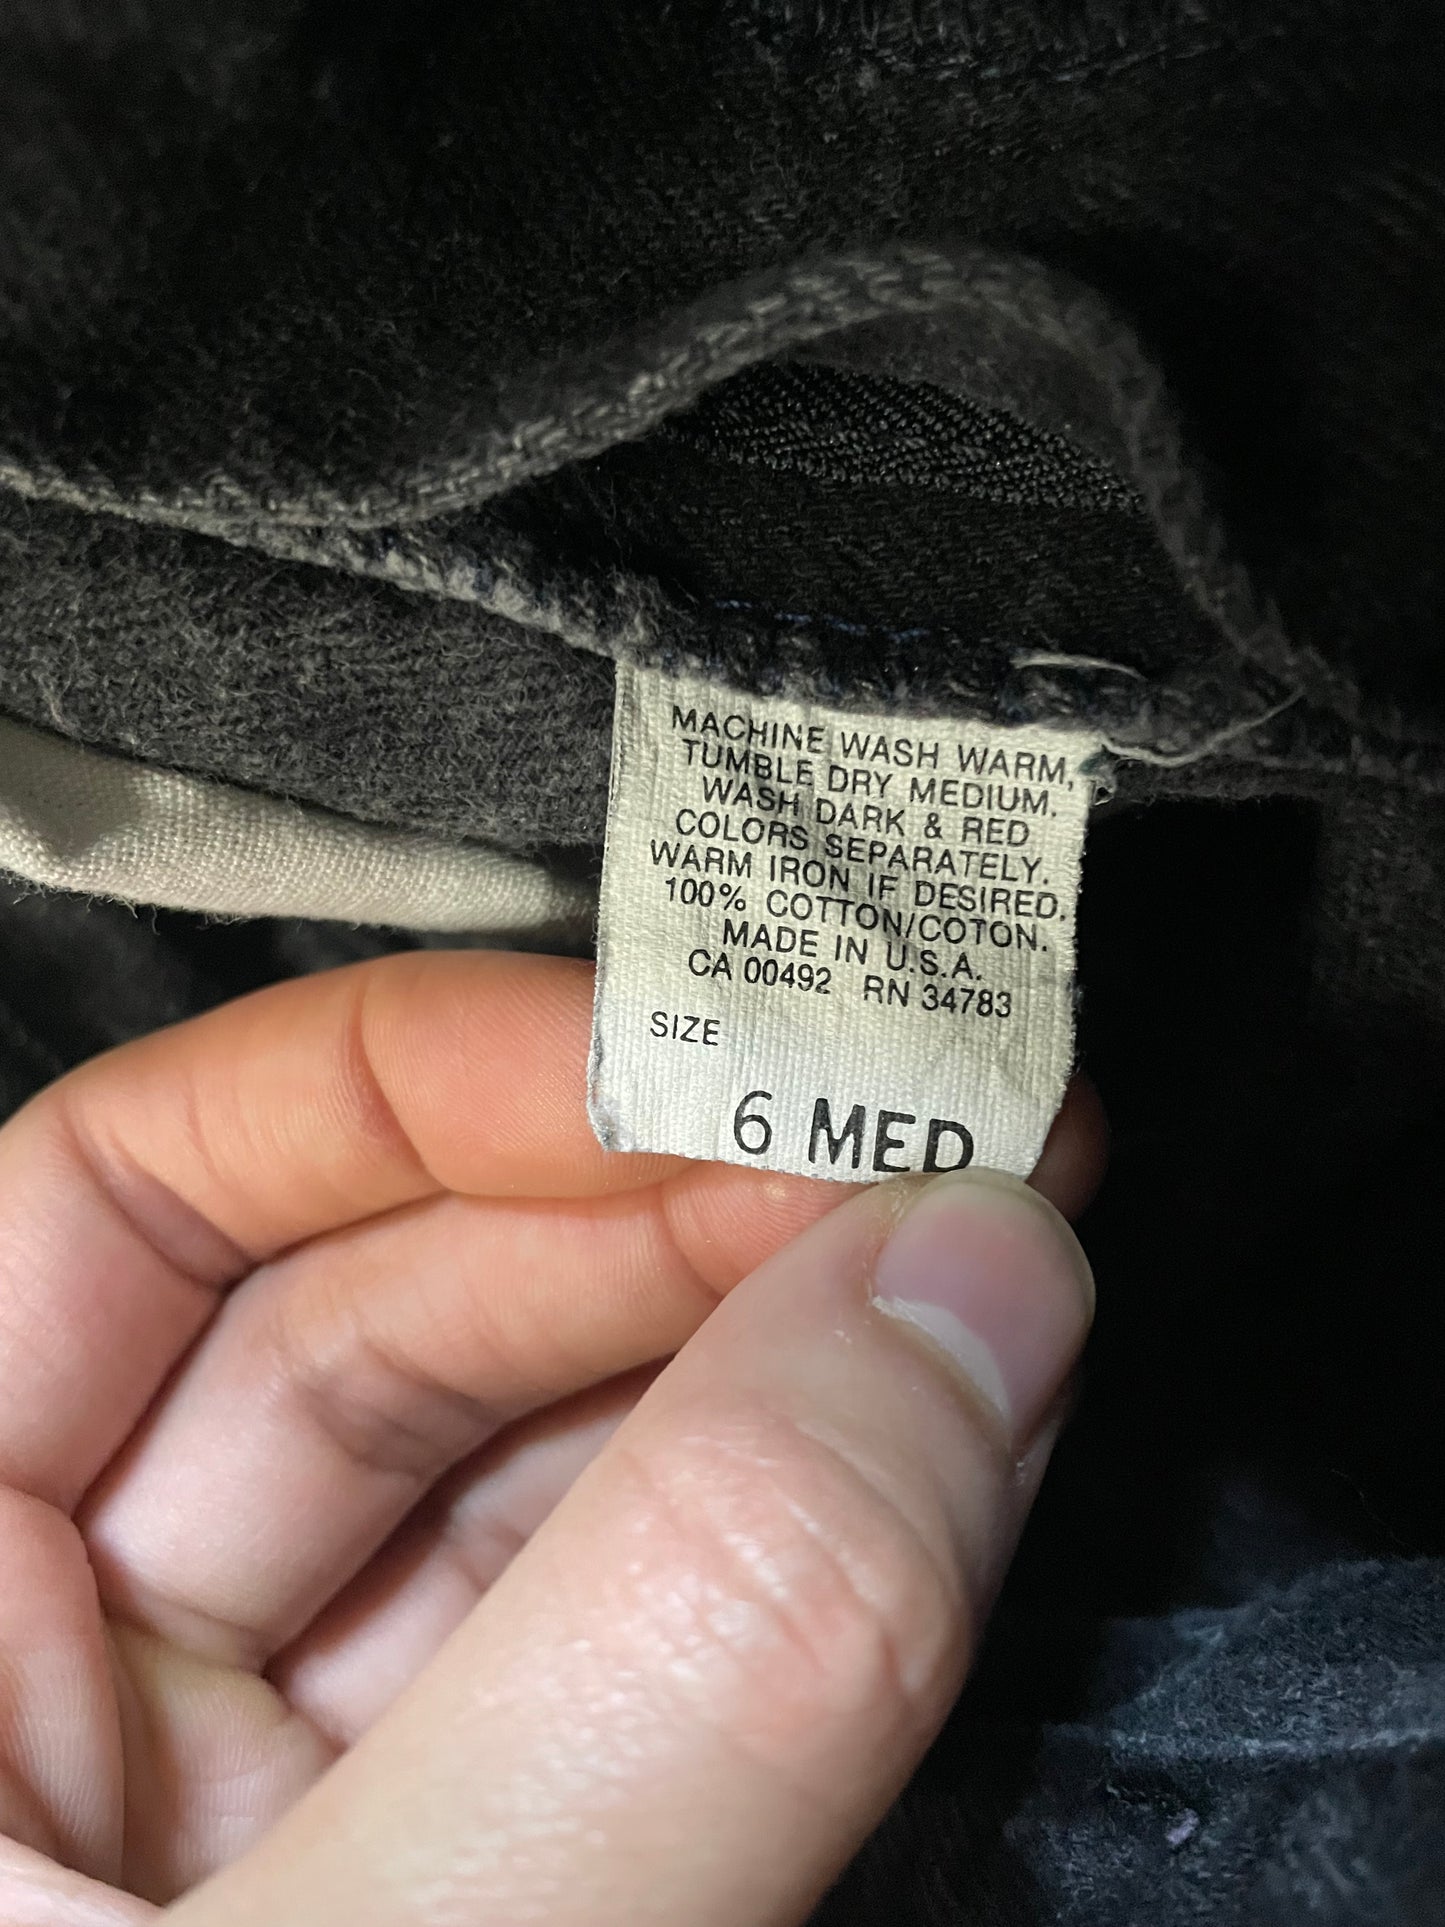 MACHINE WASH WARM,
TUMBLE DRY MEDIUM.
WASH DARK & RED
COLORS SEPARATELY.
WARM IRON IF DESIRED.
100% COTTON/COTON.
MADE IN U.S.A.
CA 00492 RN 34783
SIZE
6 MED